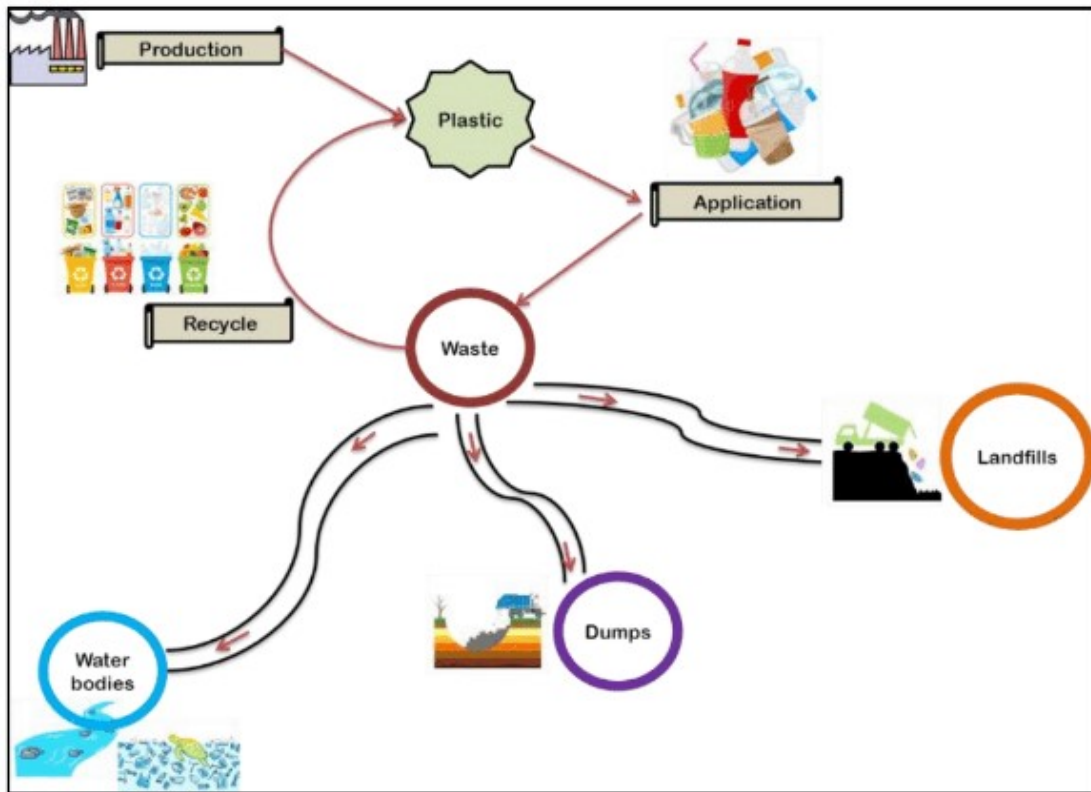 Production
Plastic
Application
Recycle
Waste
Landfills
Dumps
Water
bodies